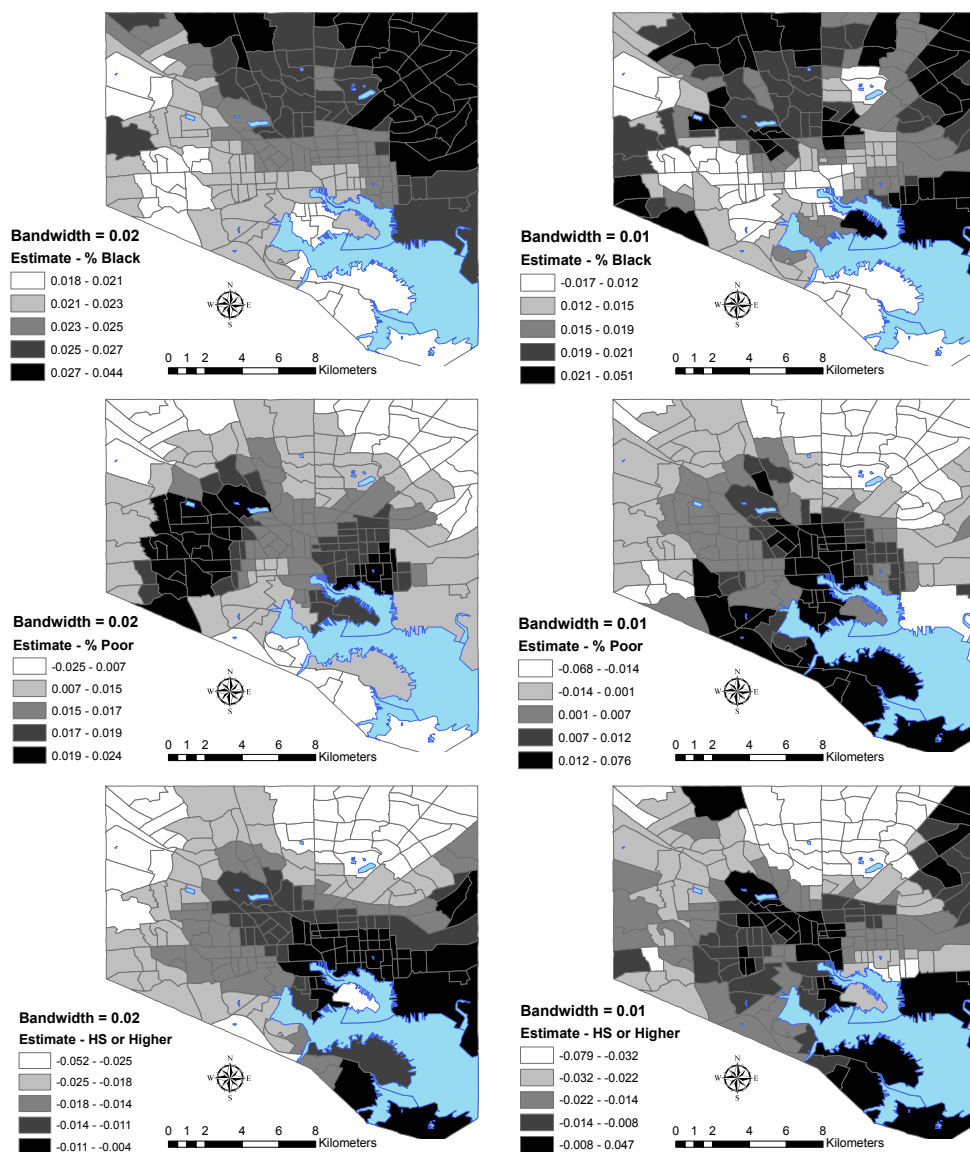 Bandwidth = 0.02
Estimate - % Black
0.018 - 0.021
0.021 - 0.023
0.023 - 0.025
0.025 - 0.027
0.027 - 0.044
N
W E
S
0 1 2 4 6 8
Kilometers
Bandwidth = 0.01
Estimate - % Black
-0.017 - 0.012
0.012 - 0.015
0.015 - 0.019
0.019 - 0.021
0.021 - 0.051
N
W E
S
0 1 2 4 6 8
Kilometers
Bandwidth = 0.02
Estimate - % Poor
-0.025 - 0.007
0.007 - 0.015
0.015 - 0.017
0.017 - 0.019
0.019 - 0.024
N
W E
S
0 1 2 4 6 8
Kilometers
Bandwidth = 0.01
Estimate - % Poor
-0.068 - -0.014
-0.014 - 0.001
0.001 - 0.007
0.007 - 0.012
0.012 - 0.076
N
W E
S
0 1 2 4 6 8
Kilometers
Bandwidth = 0.02
Estimate - HS or Higher
-0.052 - -0.025
-0.025 - -0.018
-0.018 - -0.014
-0.014 - -0.011
-0.011 - -0.004
N
W E
S
0 1 2 4 6 8
Kilometers
Bandwidth = 0.01
Estimate - HS or Higher
-0.079 - -0.032
-0.032 - -0.022
-0.022 - -0.014
-0.014 - -0.008
-0.008 - 0.047
N
W E
S
0 1 2 4 6 8
Kilometers